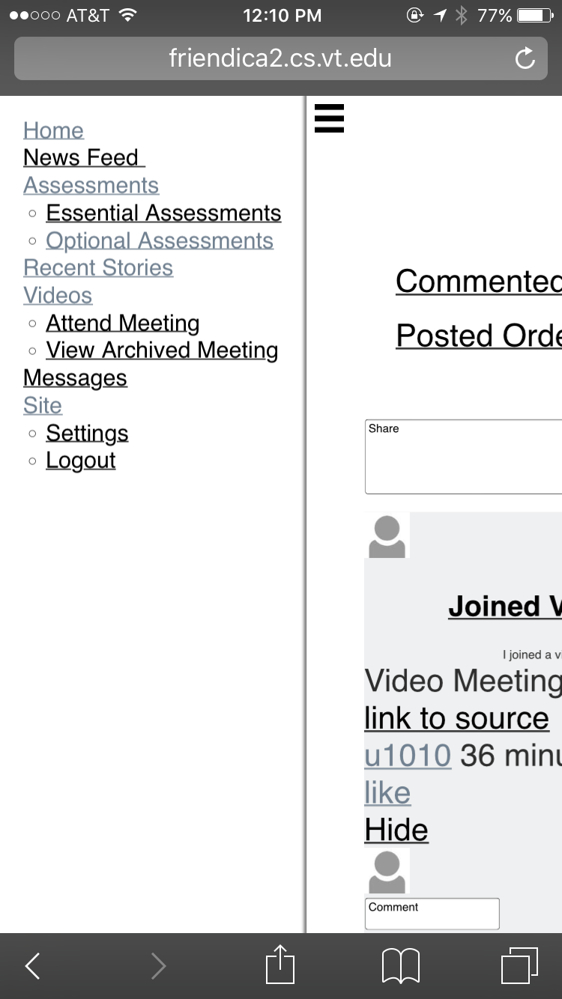 AT&T 12:10 PM 77%
friendica2.cs.vt.edu
Home
News Feed
Assessments
Essential Assessments
Optional Assessments
Recent Stories
Videos
Attend Meeting
View Archived Meeting
Messages
Site
Settings
Logout
Commented
Posted Orde
Share
Joined V
I joined a vi
Video Meeting
link to source
u1010 36 minu
like
Hide
Comment